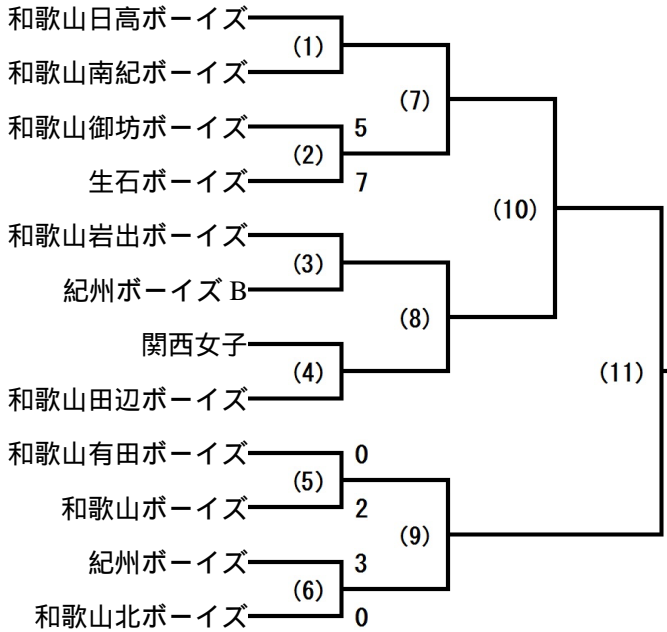 和歌山日高ボーイズ
(1)
和歌山南紀ボーイズ
(7)
和歌山御坊ボーイズ 5
(2)
生石ボーイズ 7
(10)
和歌山岩出ボーイズ
(3)
紀州ボーイズ B
(8)
関西女子
(4)
和歌山田辺ボーイズ
(11)
和歌山有田ボーイズ 0
(5)
和歌山ボーイズ 2
(9)
紀州ボーイズ 3
(6)
和歌山北ボーイズ 0